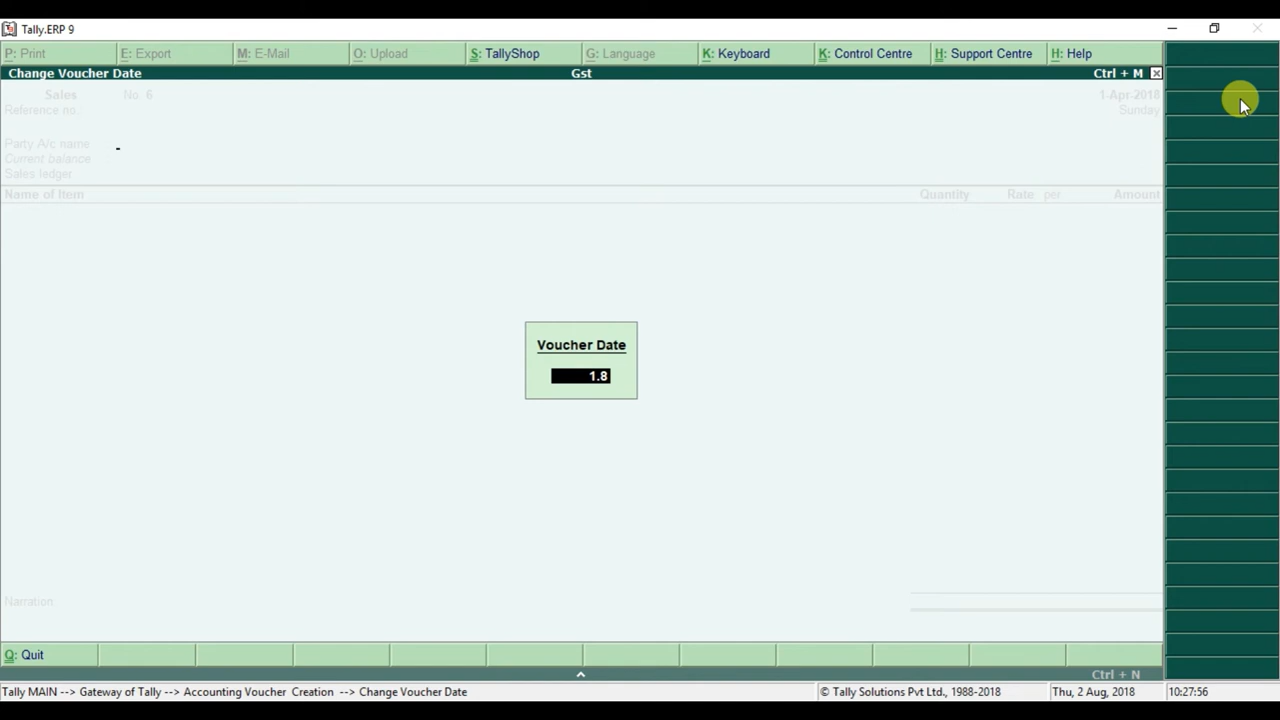 Tally.ERP 9
P: Print E: Export M: E-Mail O: Upload S: TallyShop G: Language K: Keyboard K: Control Centre H: Support Centre H: Help
Change Voucher Date Gst Ctrl + M
Sales No. 6 1-Apr-2018
Reference no.: Sunday
Party A/c name
Current balance
Sales ledger
Name of Item Quantity Rate per Amount
Voucher Date
1.8
Narration:
Q: Quit
Ctrl + N
Tally MAIN --> Gateway of Tally --> Accounting Voucher Creation --> Change Voucher Date © Tally Solutions Pvt Ltd., 1988-2018 Thu, 2 Aug, 2018 10:27:56